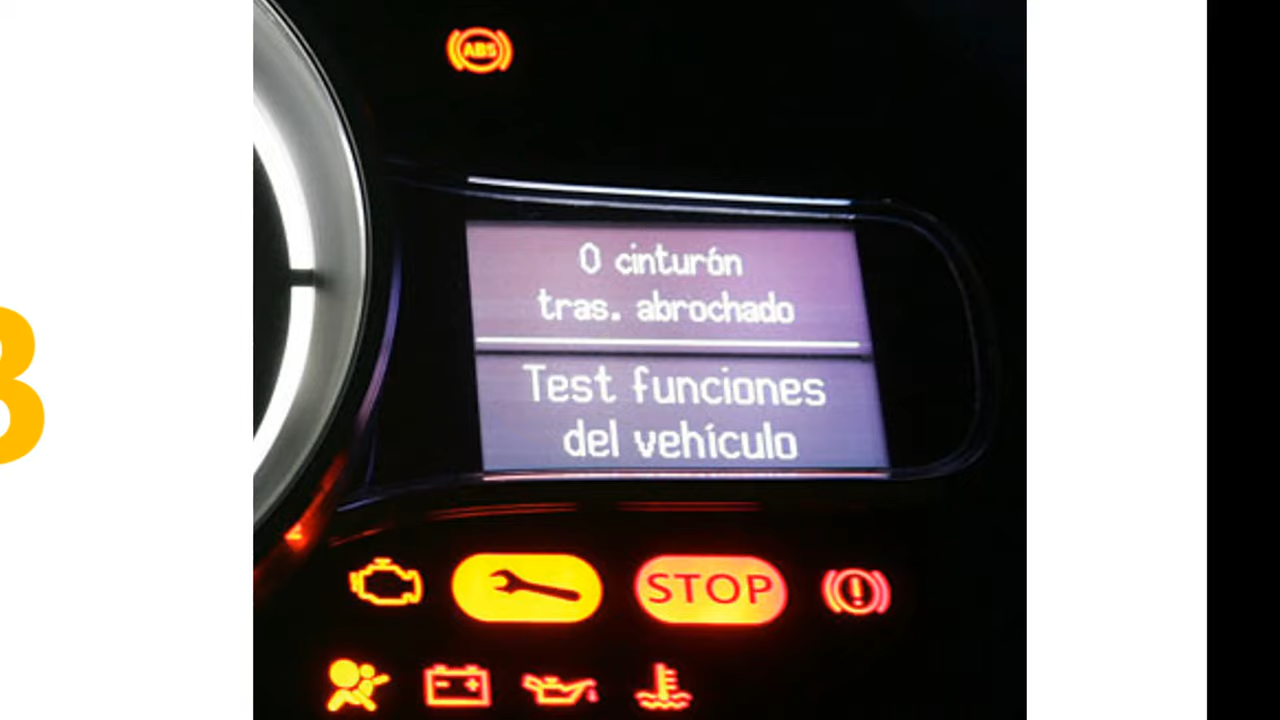 ABS
0 cinturón
tras. abrochado
Test funciones
del vehículo
STOP